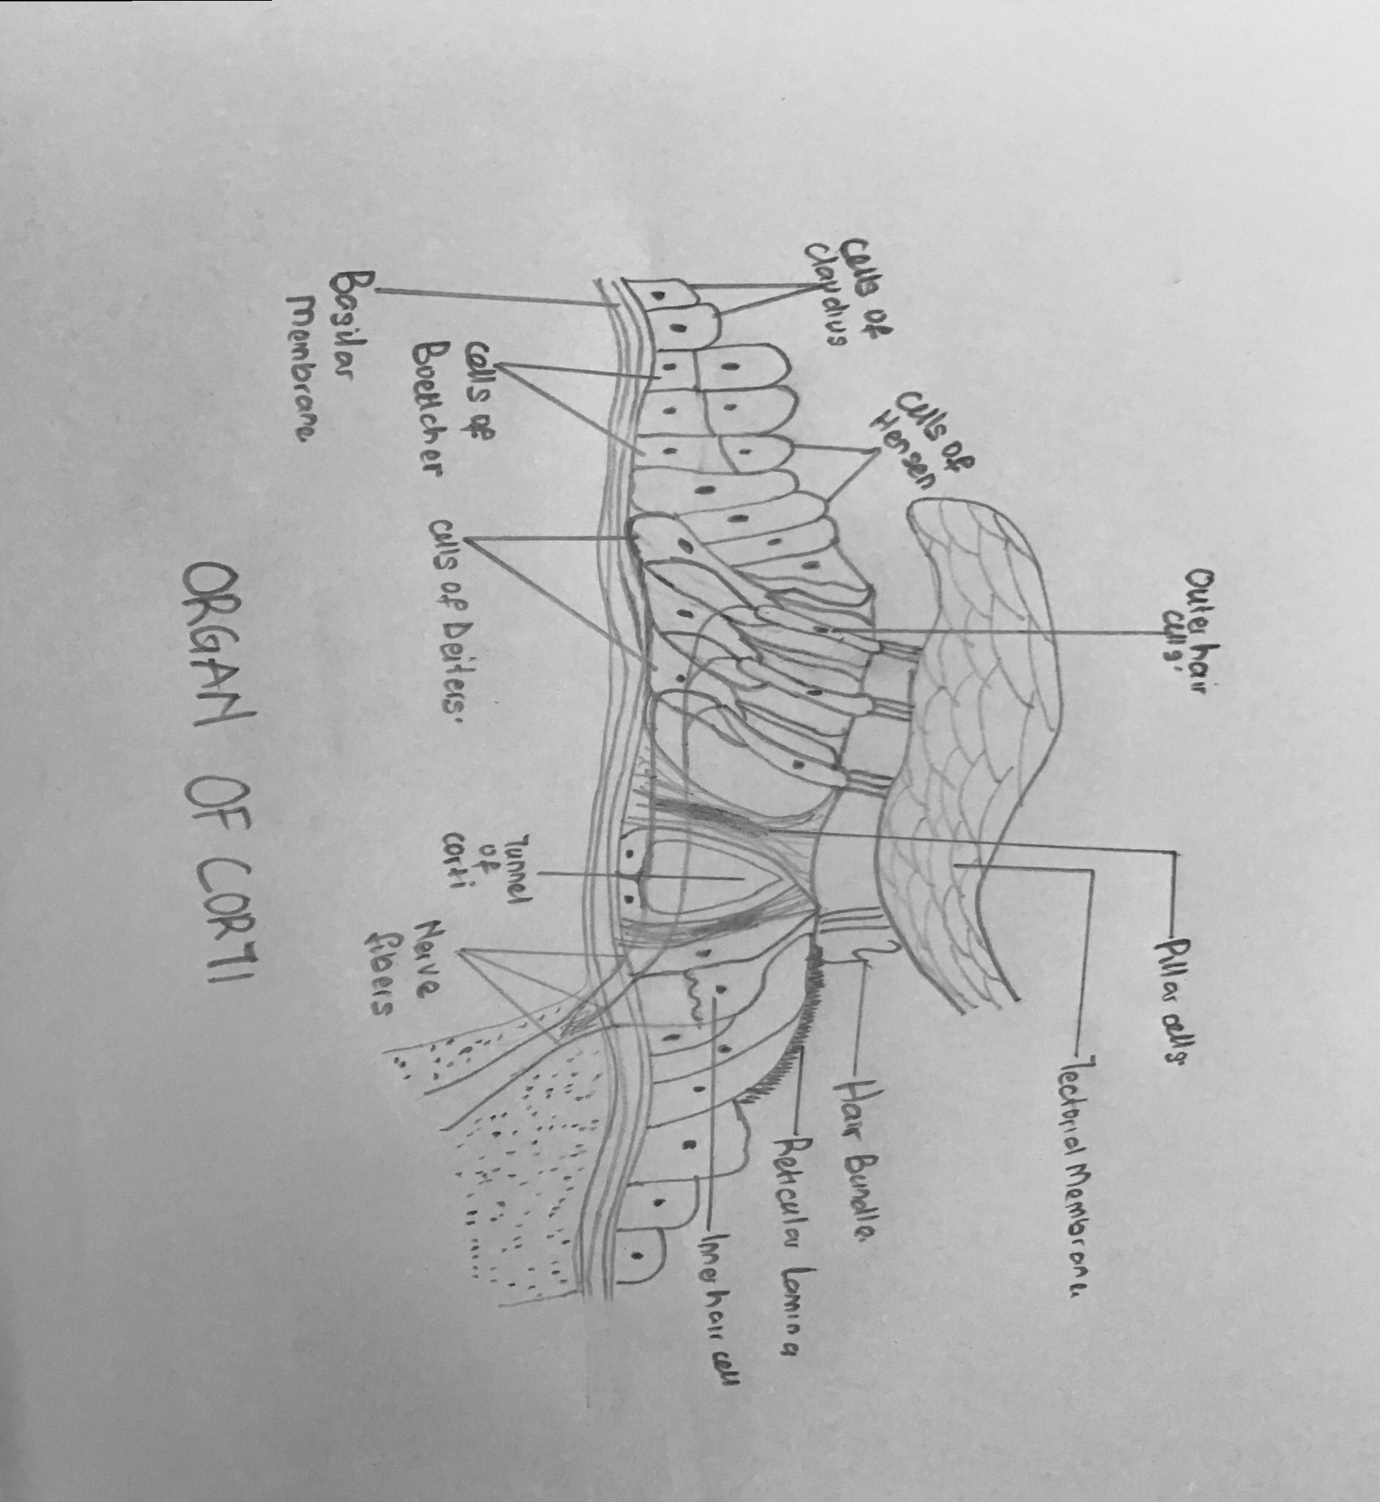 Outer hair
cells.
Pillar cells.
Tectorial Membrane
Cells of
Claudius
Cells of
Hensen
Hair Bundle
Reticular Lamina
Inner hair cell
Cells of
Boettcher
Basilar
Membrane
Cells of Deiters.
Tunnel
of
Corti
Nerve
fibers
ORGAN OF CORTI